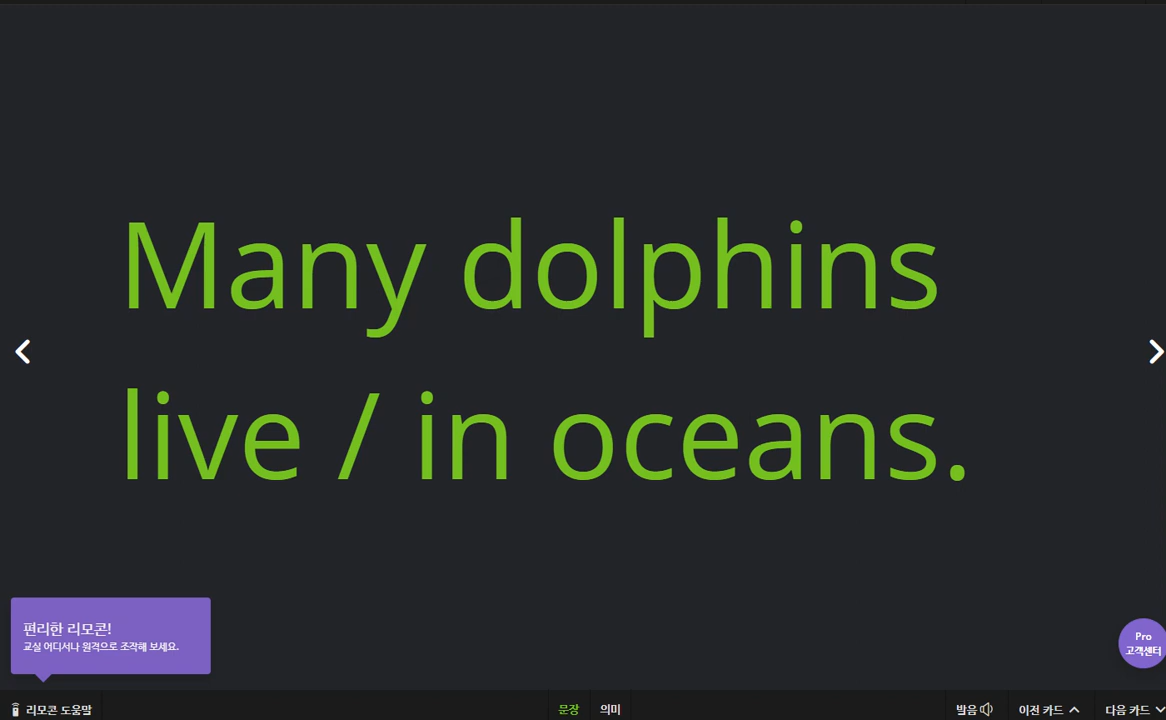 Many dolphins
live / in oceans.
편리한 리모콘!
교실 어디서나 원격으로 조작해 보세요.
Pro
고객센터
리모콘 도움말
문장
의미
발음
이전 카드
다음 카드